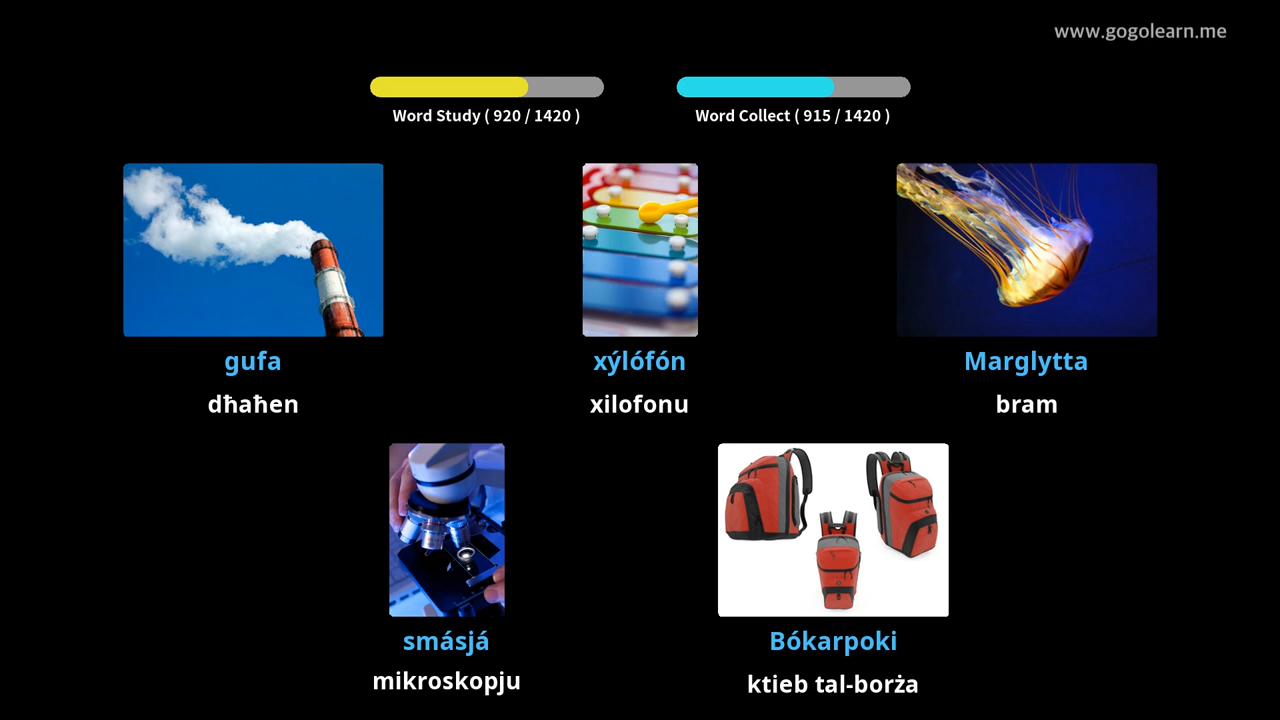 www.gogolearn.me
Word Study ( 920 / 1420 )
Word Collect ( 915 / 1420 )
gufa
xýlófón
Marglytta
dħaħen
xilofonu
bram
smásjá
Bókarpoki
mikroskopju
ktieb tal-borża